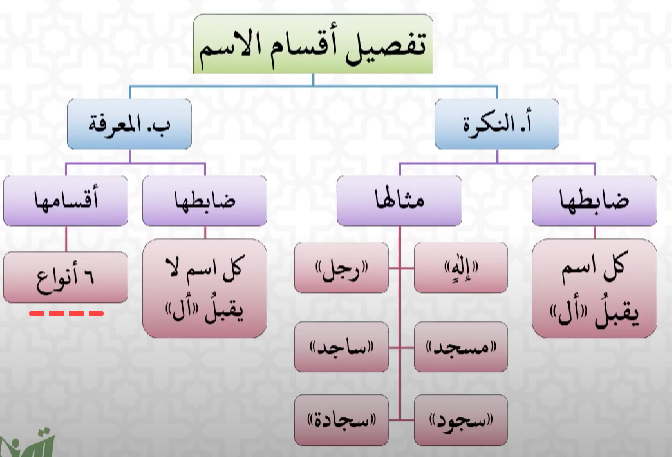 تفصيل أقسام الاسم
أ. النكرة
ب. المعرفة
ضابطها
مثالها
ضابطها
أقسامها
كل اسم
يقبلُ «أل»
«إلهٍ»
«رجل»
«مسجد»
«ساجد»
«سجود»
«سجادة»
كل اسم لا
يقبلُ «أل»
٦ أنواع